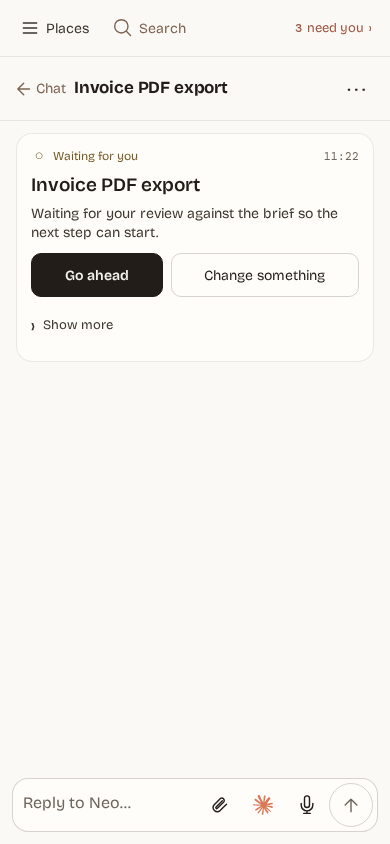 Places
Search
3 need you ›
← Chat
Invoice PDF export
...
Waiting for you
11:22
Invoice PDF export
Waiting for your review against the brief so the
next step can start.
Go ahead
Change something
› Show more
Reply to Neo...